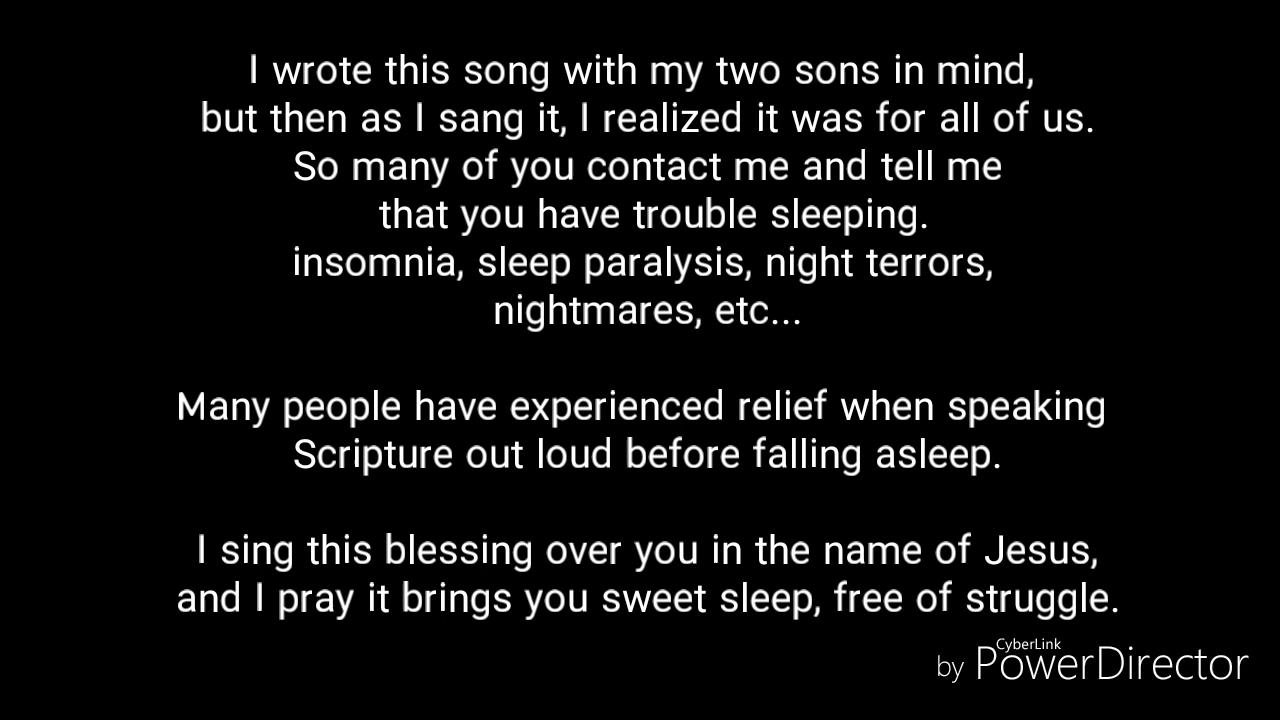 I wrote this song with my two sons in mind,
but then as I sang it, I realized it was for all of us.
So many of you contact me and tell me
that you have trouble sleeping.
insomnia, sleep paralysis, night terrors,
nightmares, etc...
Many people have experienced relief when speaking
Scripture out loud before falling asleep.
I sing this blessing over you in the name of Jesus,
and I pray it brings you sweet sleep, free of struggle.
CyberLink
by PowerDirector